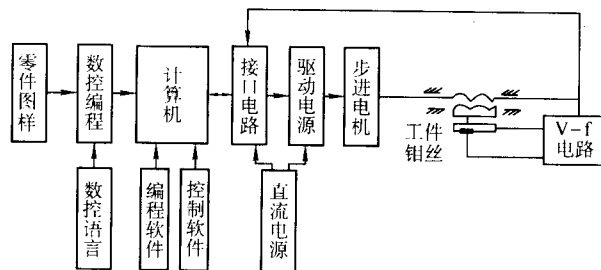 零件图样
数控编程
计算机
接口电路
驱动电源
步进电机
工件
钼丝
V-f
电路
数控语言
编程软件
控制软件
直流电源